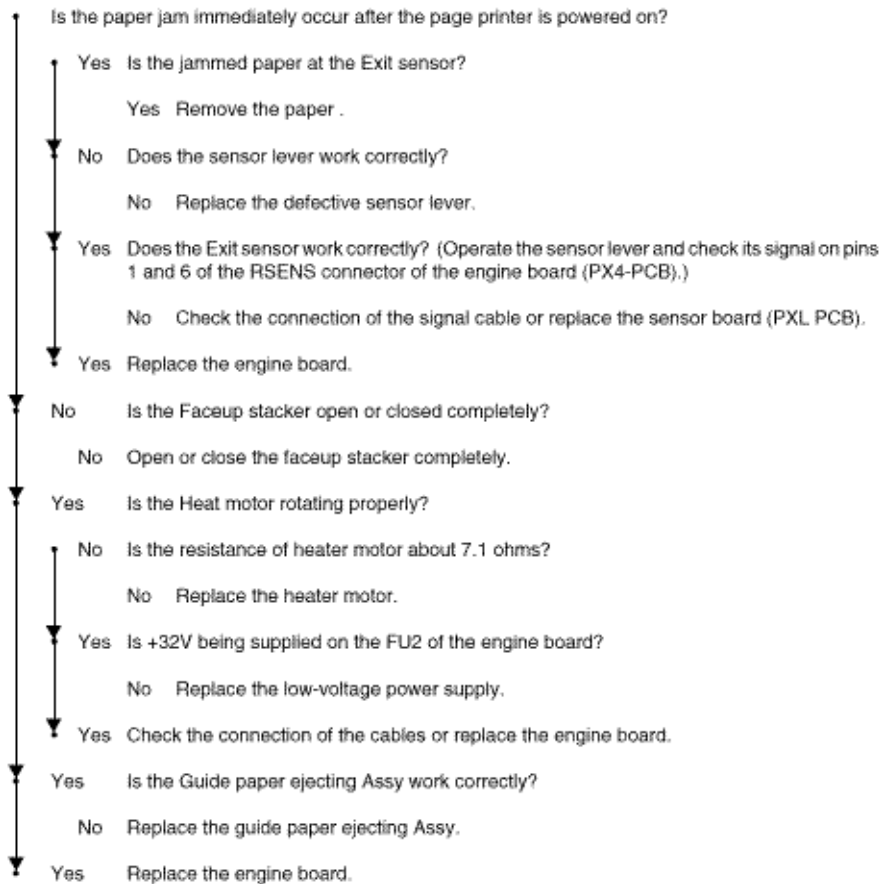 Is the paper jam immediately occur after the page printer is powered on?
Yes Is the jammed paper at the Exit sensor?
Yes Remove the paper .
No Does the sensor lever work correctly?
No Replace the defective sensor lever.
Yes Does the Exit sensor work correctly? (Operate the sensor lever and check its signal on pins
1 and 6 of the RSENS connector of the engine board (PX4-PCB).)
No Check the connection of the signal cable or replace the sensor board (PXL PCB).
Yes Replace the engine board.
No Is the Faceup stacker open or closed completely?
No Open or close the faceup stacker completely.
Yes Is the Heat motor rotating properly?
No Is the resistance of heater motor about 7.1 ohms?
No Replace the heater motor.
Yes Is +32V being supplied on the FU2 of the engine board?
No Replace the low-voltage power supply.
Yes Check the connection of the cables or replace the engine board.
Yes Is the Guide paper ejecting Assy work correctly?
No Replace the guide paper ejecting Assy.
Yes Replace the engine board.